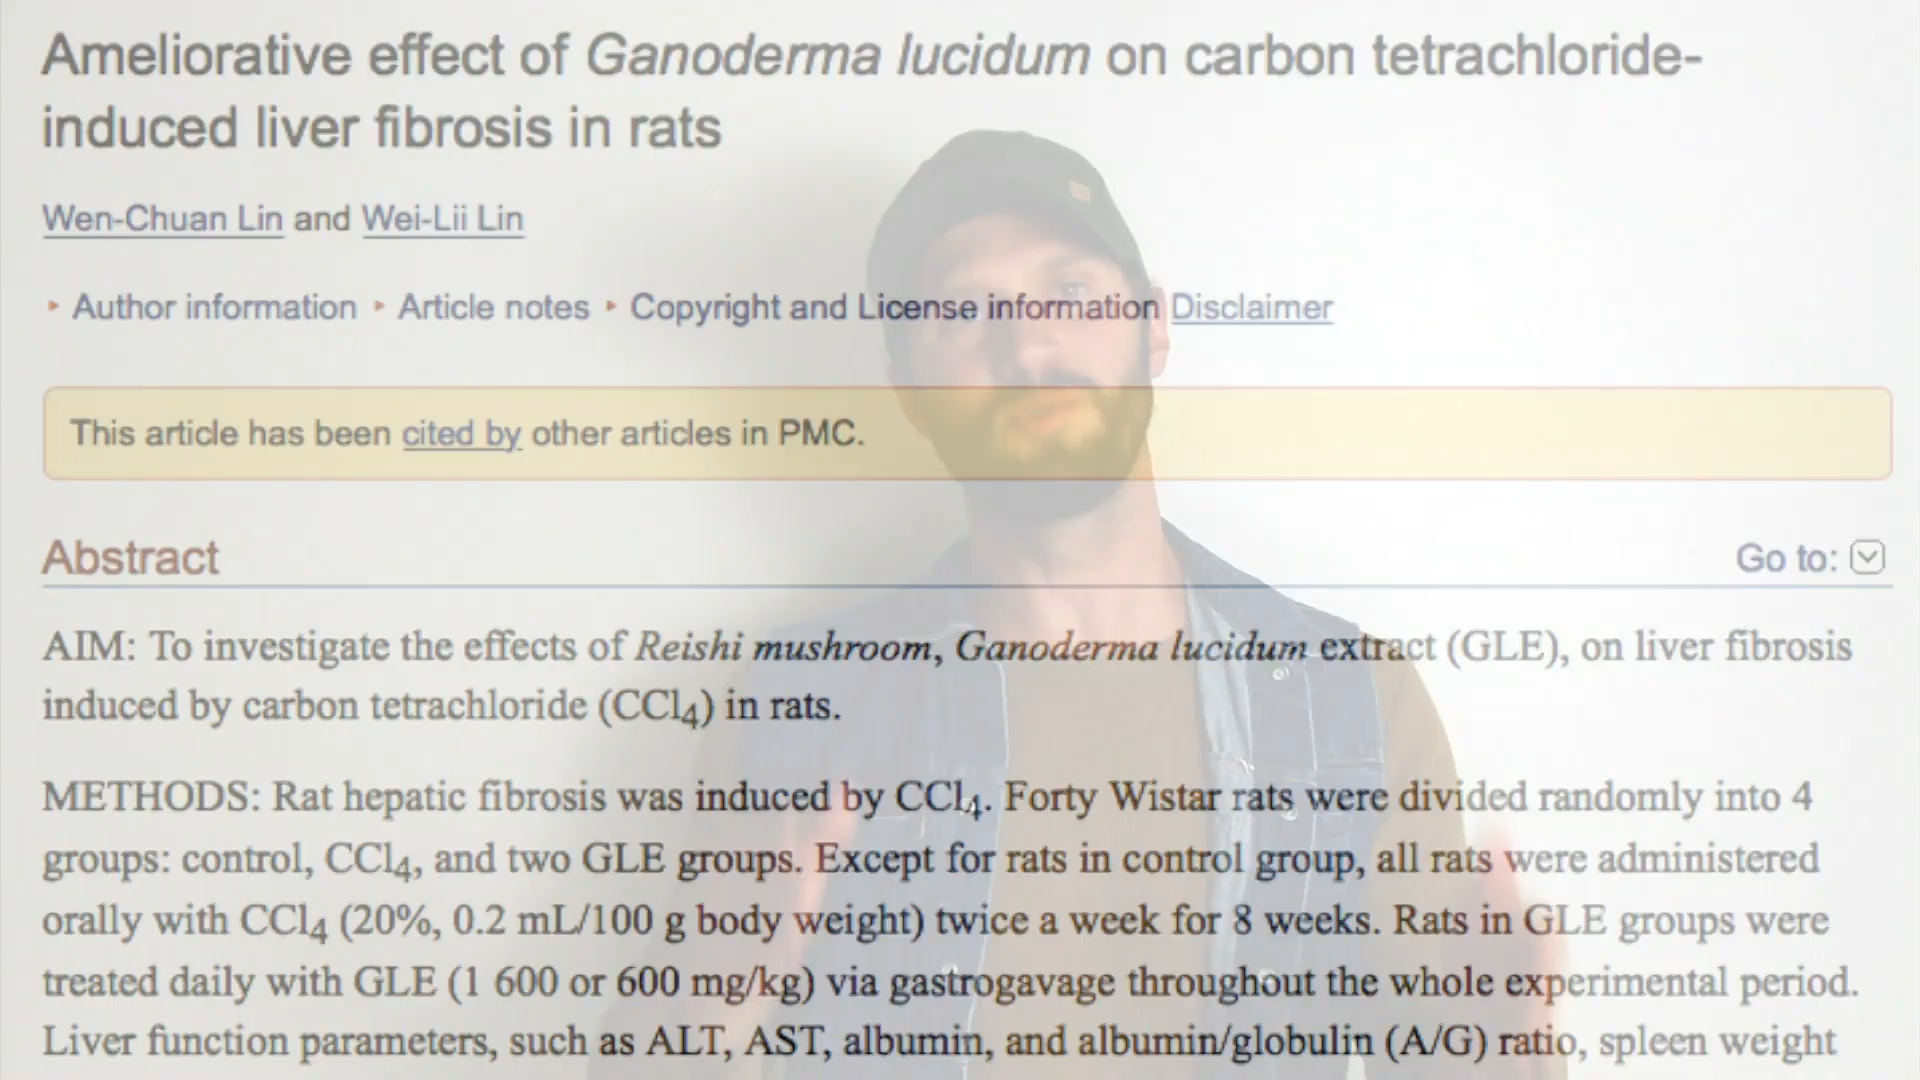 Ameliorative effect of Ganoderma lucidum on carbon tetrachloride-
induced liver fibrosis in rats
Wen-Chuan Lin and Wei-Lii Lin
▸ Author information ▸ Article notes ▸ Copyright and License information Disclaimer
This article has been cited by other articles in PMC.
Abstract
Go to:
AIM: To investigate the effects of Reishi mushroom, Ganoderma lucidum extract (GLE), on liver fibrosis
induced by carbon tetrachloride (CCl4) in rats.
METHODS: Rat hepatic fibrosis was induced by CCl4. Forty Wistar rats were divided randomly into 4
groups: control, CCl4, and two GLE groups. Except for rats in control group, all rats were administered
orally with CCl4 (20%, 0.2 mL/100 g body weight) twice a week for 8 weeks. Rats in GLE groups were
treated daily with GLE (1 600 or 600 mg/kg) via gastrogavage throughout the whole experimental period.
Liver function parameters, such as ALT, AST, albumin, and albumin/globulin (A/G) ratio, spleen weight